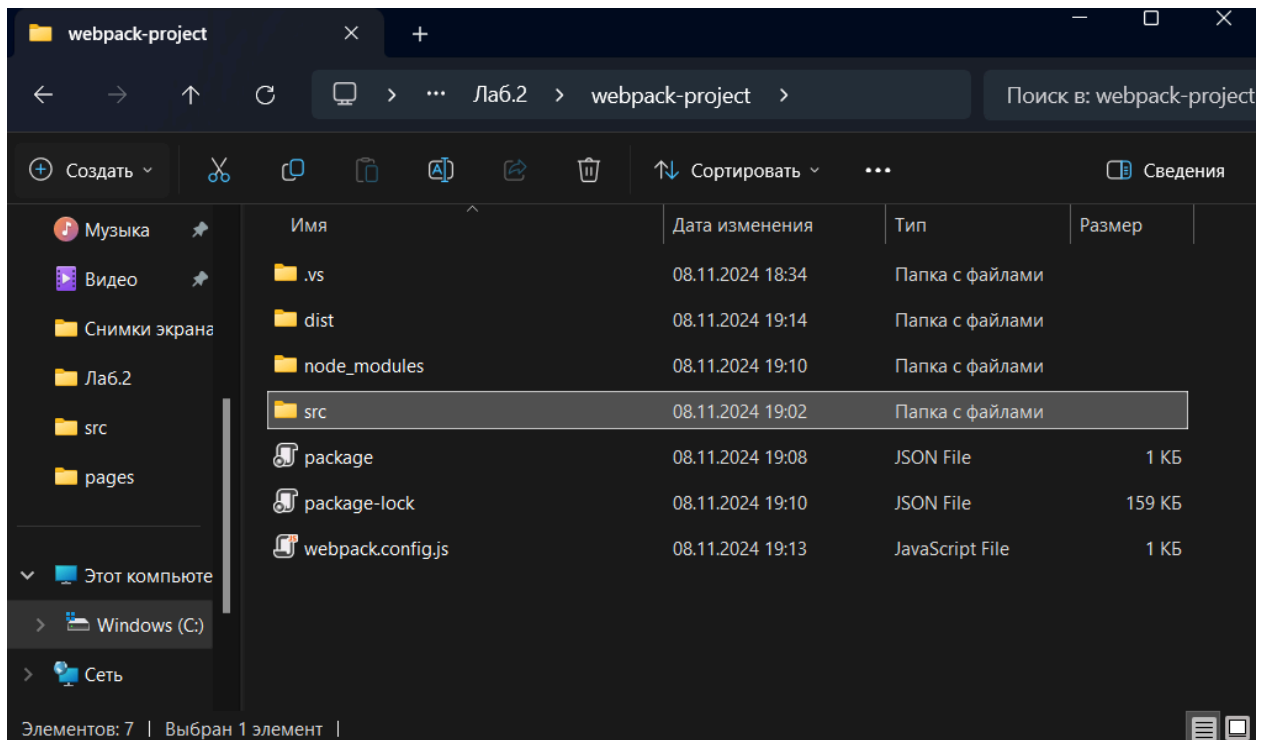 webpack-project
Лаб.2 > webpack-project >
Поиск в: webpack-project
Создать
Сортировать
Сведения
Имя Дата изменения Тип Размер
Музыка
Видео
Снимки экрана
Лаб.2
src
pages
Этот компьюте
Windows (C:)
Сеть
.vs 08.11.2024 18:34 Папка с файлами
dist 08.11.2024 19:14 Папка с файлами
node_modules 08.11.2024 19:10 Папка с файлами
src 08.11.2024 19:02 Папка с файлами
package 08.11.2024 19:08 JSON File 1 КБ
package-lock 08.11.2024 19:10 JSON File 159 КБ
webpack.config.js 08.11.2024 19:13 JavaScript File 1 КБ
Элементов: 7 | Выбран 1 элемент |